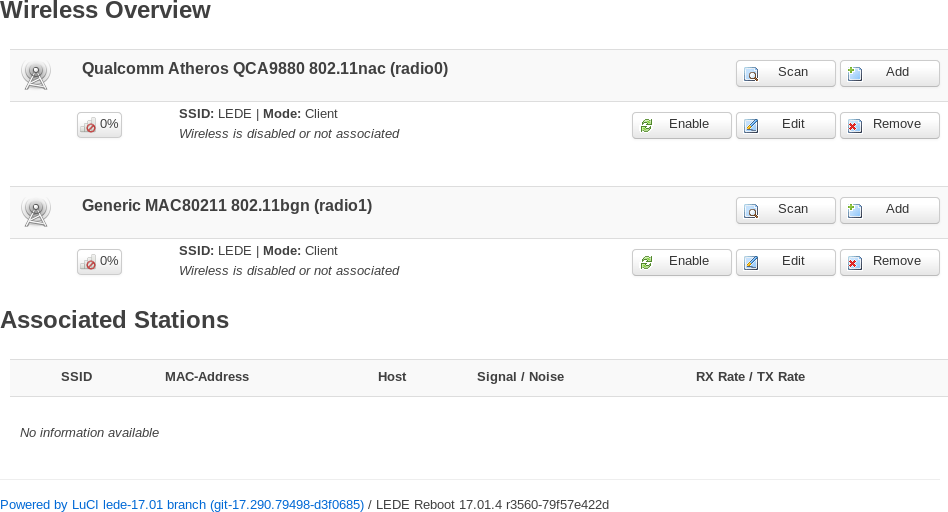 Wireless Overview
Qualcomm Atheros QCA9880 802.11nac (radio0)
Scan
Add
0%
SSID: LEDE | Mode: Client
Wireless is disabled or not associated
Enable
Edit
Remove
Generic MAC80211 802.11bgn (radio1)
Scan
Add
0%
SSID: LEDE | Mode: Client
Wireless is disabled or not associated
Enable
Edit
Remove
Associated Stations
SSID MAC-Address Host Signal / Noise RX Rate / TX Rate
No information available
Powered by LuCI lede-17.01 branch (git-17.290.79498-d3f0685) / LEDE Reboot 17.01.4 r3560-79f57e422d